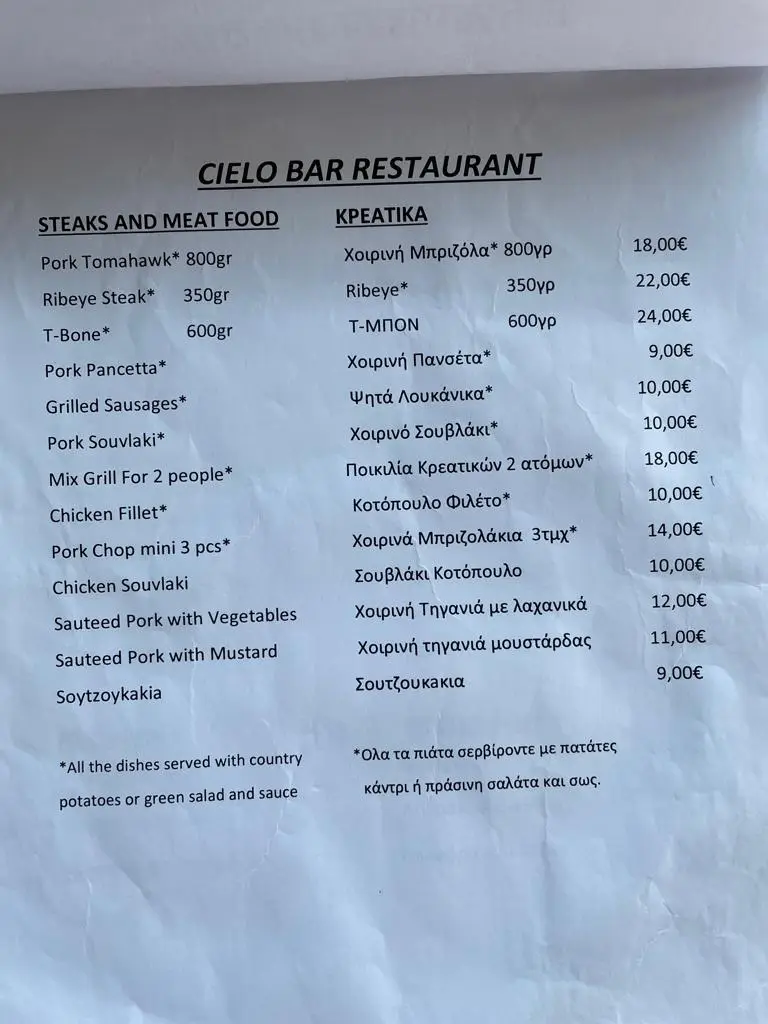 CIELO BAR RESTAURANT
STEAKS AND MEAT FOOD ΚΡΕΑΤΙΚΑ
Pork Tomahawk* 800gr Χοιρινή Μπριζόλα* 800γρ 18,00€
Ribeye Steak* 350gr Ribeye* 350γρ 22,00€
T-Bone* 600gr Τ-ΜΠΟΝ 600γρ 24,00€
Pork Pancetta* Χοιρινή Πανσέτα* 9,00€
Grilled Sausages* Ψητά Λουκάνικα* 10,00€
Pork Souvlaki* Χοιρινό Σουβλάκι* 10,00€
Mix Grill For 2 people* Ποικιλία Κρεατικών 2 ατόμων* 18,00€
Chicken Fillet* Κοτόπουλο Φιλέτο* 10,00€
Pork Chop mini 3 pcs* Χοιρινά Μπριζολάκια 3τμχ* 14,00€
Chicken Souvlaki Σουβλάκι Κοτόπουλο 10,00€
Sauteed Pork with Vegetables Χοιρινή Τηγανιά με λαχανικά 12,00€
Sauteed Pork with Mustard Χοιρινή τηγανιά μουστάρδας 11,00€
Soytzoykakia Σουτζουκακια 9,00€
*All the dishes served with country *Ολα τα πιάτα σερβίροντε με πατάτες
potatoes or green salad and sauce κάντρι ή πράσινη σαλάτα και σως.